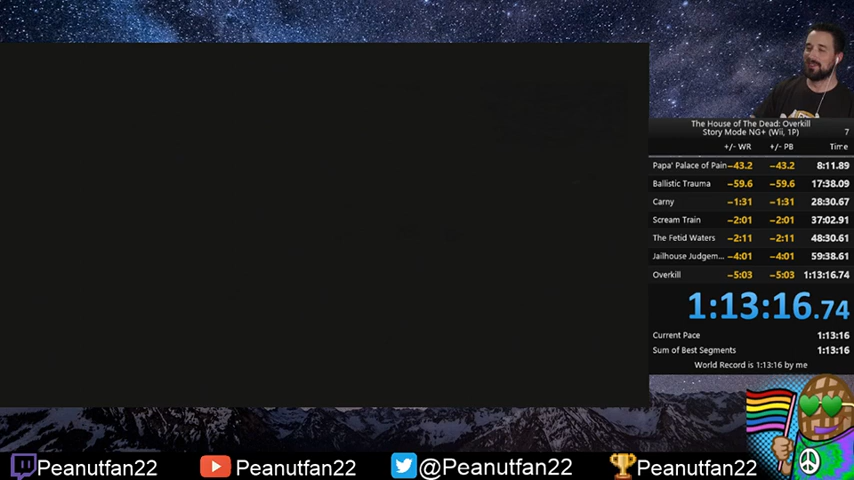 The House of The Dead: Overkill
Story Mode NG+ (Wii, 1P) 7
+/- WR +/- PB Time
Papa' Palace of Pain -43.2 -43.2 8:11.89
Ballistic Trauma -59.6 -59.6 17:38.09
Carny -1:31 -1:31 28:30.67
Scream Train -2:01 -2:01 37:02.91
The Fetid Waters -2:11 -2:11 48:30.61
Jailhouse Judgem... -4:01 -4:01 59:38.61
Overkill -5:03 -5:03 1:13:16.74
1:13:16.74
Current Pace 1:13:16
Sum of Best Segments 1:13:16
World Record is 1:13:16 by me
Peanutfan22 Peanutfan22 @Peanutfan22 Peanutfan22